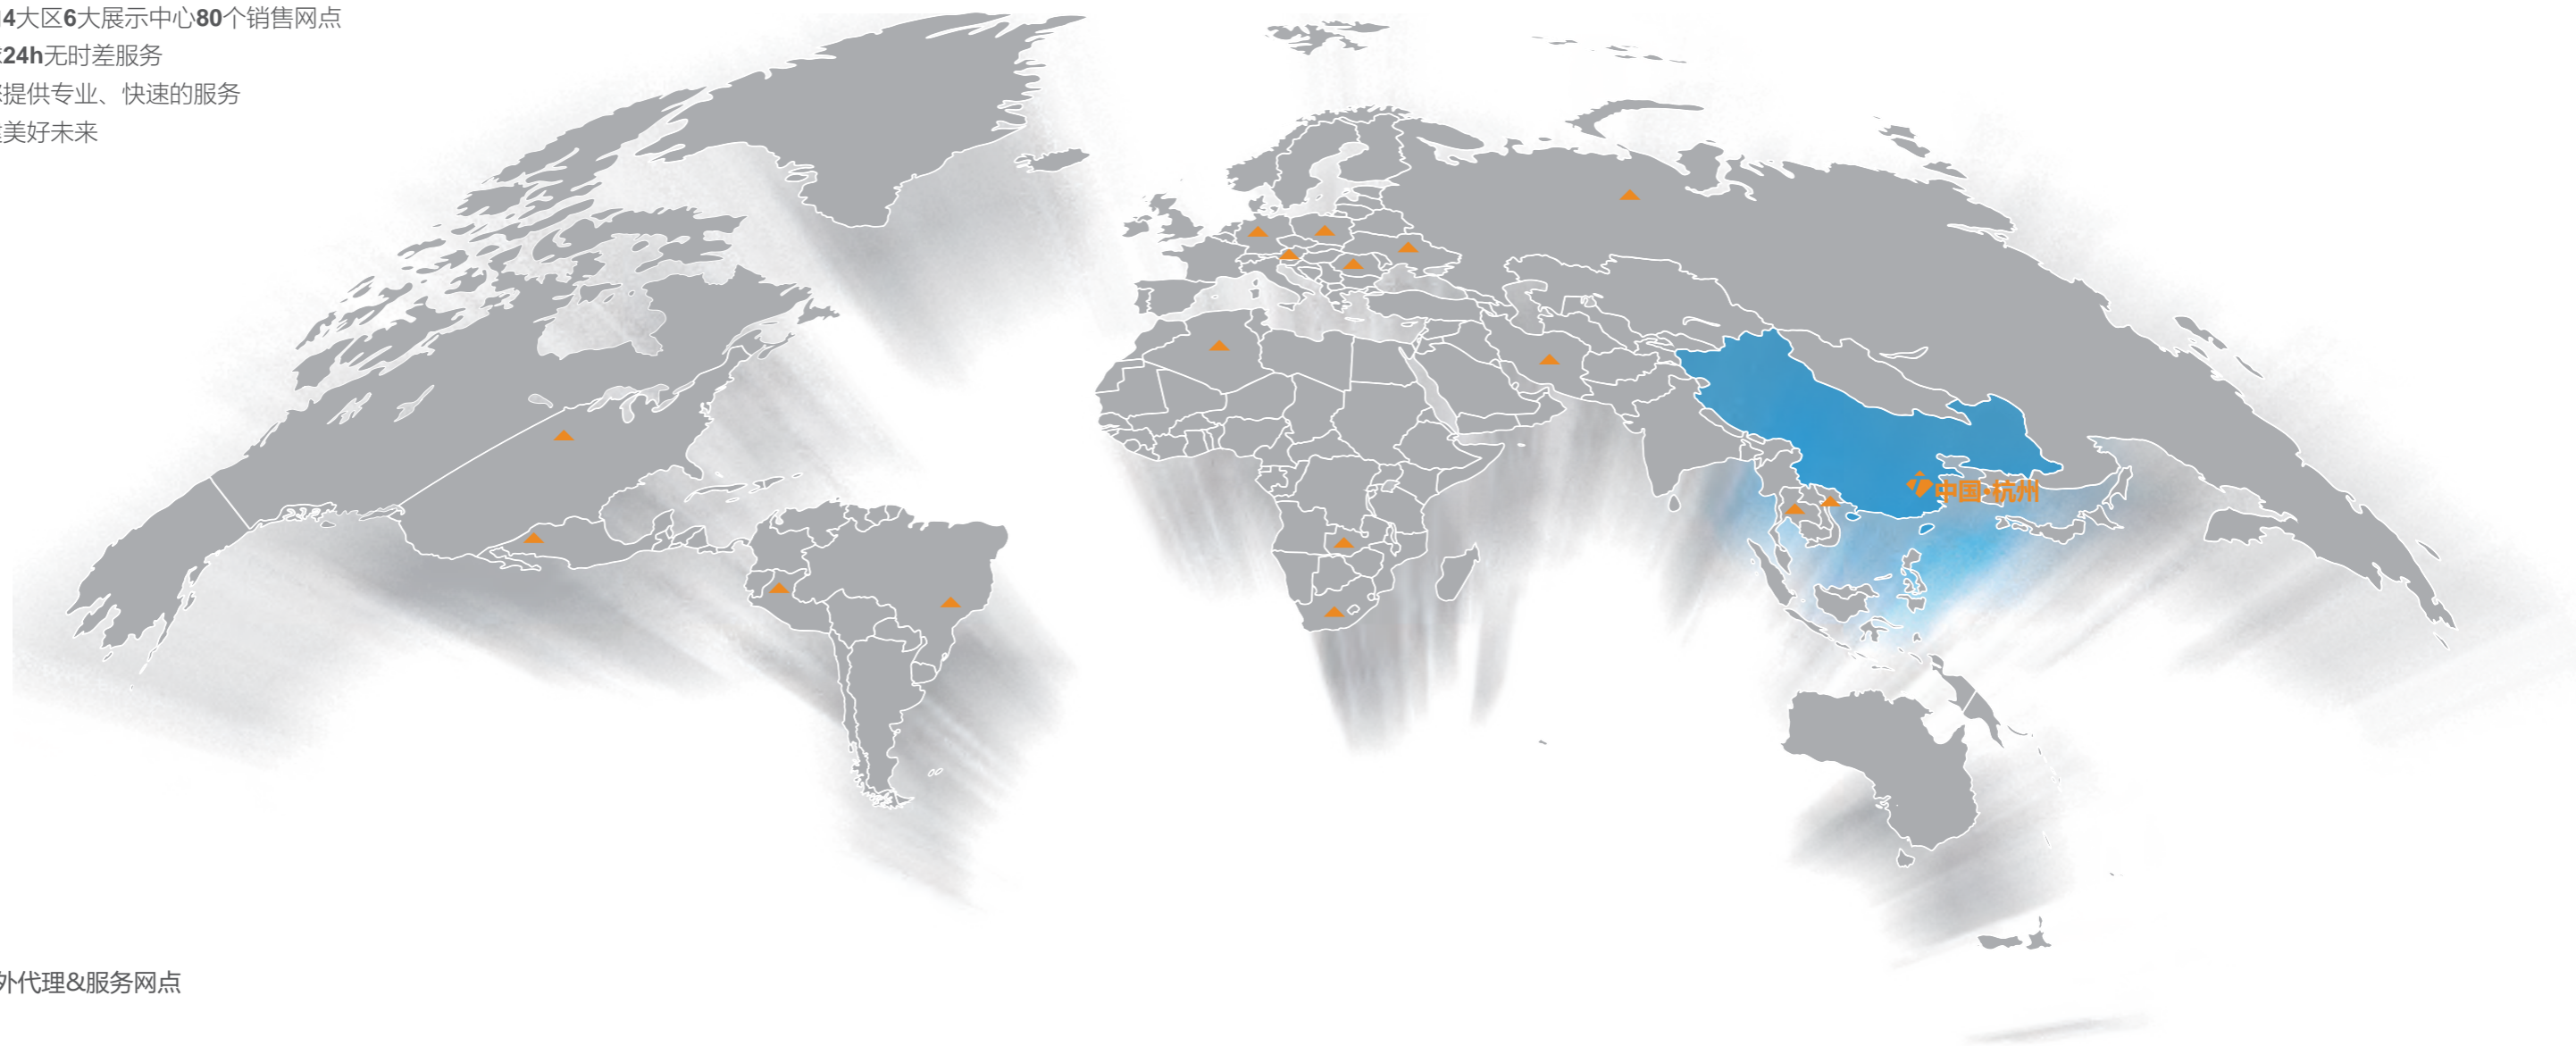 4大区6大展示中心80个销售网点
24h无时差服务
提供专业、快速的服务
美好未来
中国·杭州
外代理&服务网点